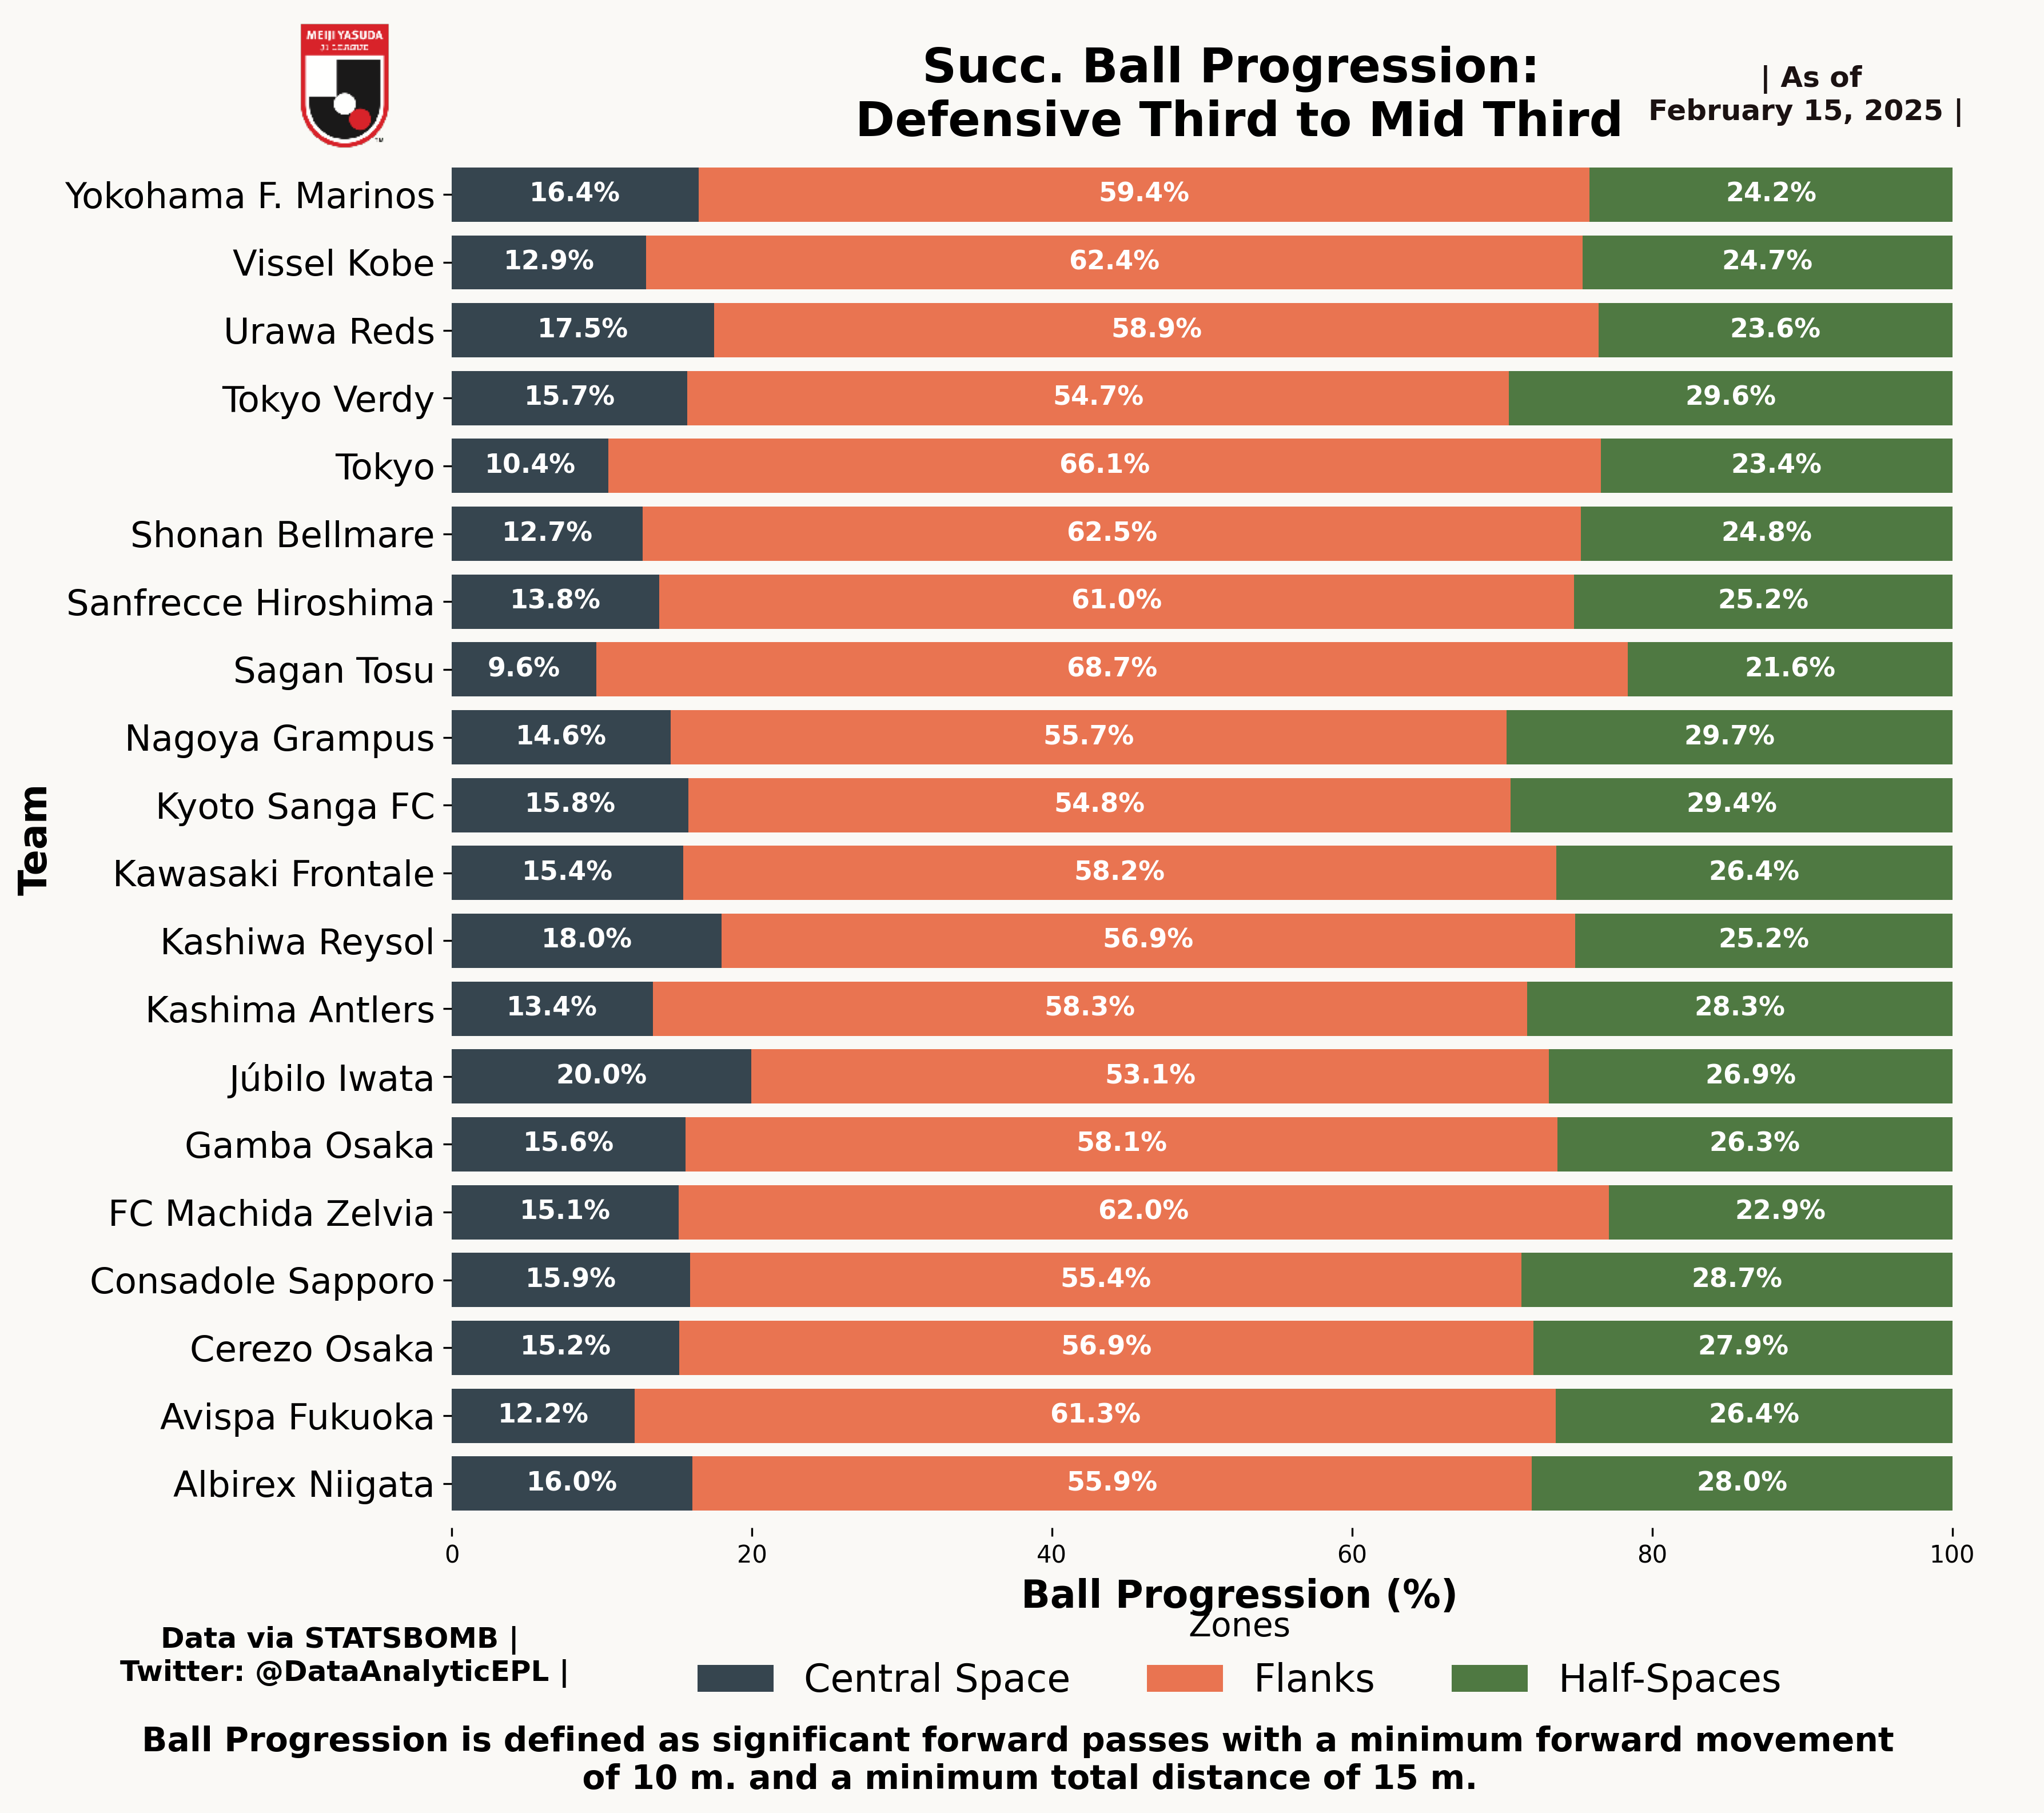 MEIJI YASUDA
J1 LEAGUE
Succ. Ball Progression:
Defensive Third to Mid Third
| As of
February 15, 2025 |
Team
Yokohama F. Marinos 16.4% 59.4% 24.2%
Vissel Kobe 12.9% 62.4% 24.7%
Urawa Reds 17.5% 58.9% 23.6%
Tokyo Verdy 15.7% 54.7% 29.6%
Tokyo 10.4% 66.1% 23.4%
Shonan Bellmare 12.7% 62.5% 24.8%
Sanfrecce Hiroshima 13.8% 61.0% 25.2%
Sagan Tosu 9.6% 68.7% 21.6%
Nagoya Grampus 14.6% 55.7% 29.7%
Kyoto Sanga FC 15.8% 54.8% 29.4%
Kawasaki Frontale 15.4% 58.2% 26.4%
Kashiwa Reysol 18.0% 56.9% 25.2%
Kashima Antlers 13.4% 58.3% 28.3%
Júbilo Iwata 20.0% 53.1% 26.9%
Gamba Osaka 15.6% 58.1% 26.3%
FC Machida Zelvia 15.1% 62.0% 22.9%
Consadole Sapporo 15.9% 55.4% 28.7%
Cerezo Osaka 15.2% 56.9% 27.9%
Avispa Fukuoka 12.2% 61.3% 26.4%
Albirex Niigata 16.0% 55.9% 28.0%
0 20 40 60 80 100
Ball Progression (%)
Zones
Central Space Flanks Half-Spaces
Data via STATSBOMB |
Twitter: @DataAnalyticEPL |
Ball Progression is defined as significant forward passes with a minimum forward movement
of 10 m. and a minimum total distance of 15 m.